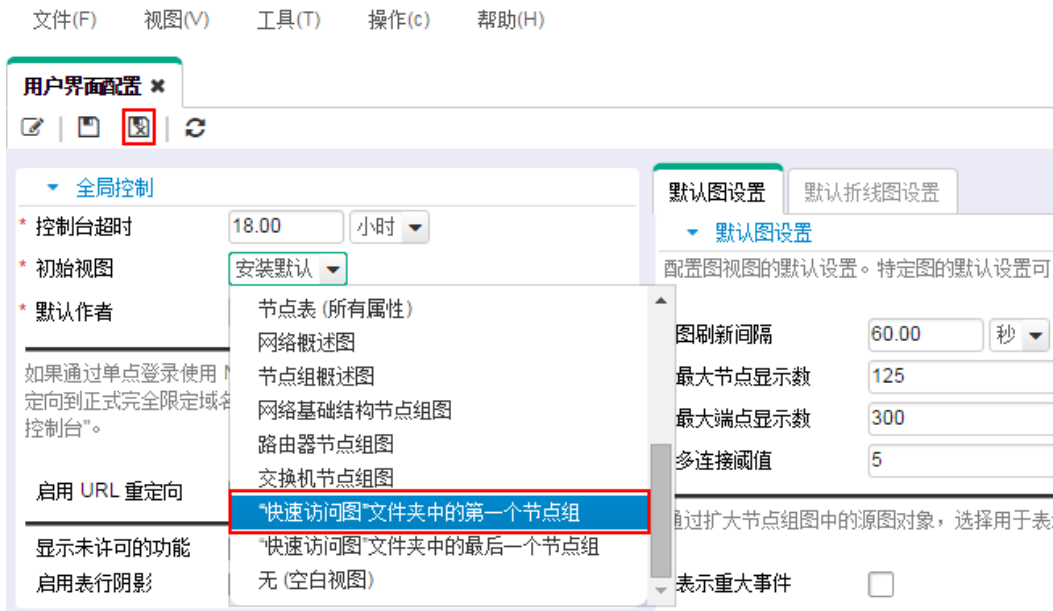 文件(F) 视图(V) 工具(T) 操作(c) 帮助(H)
用户界面配置
全局控制
* 控制台超时 18.00 小时
* 初始视图 安装默认
* 默认作者
节点表 (所有属性)
网络概述图
节点组概述图
网络基础结构节点组图
路由器节点组图
交换机节点组图
"快速访问图"文件夹中的第一个节点组
"快速访问图"文件夹中的最后一个节点组
无 (空白视图)
如果通过单点登录使用
定向到正式完全限定域名
控制台"。
启用 URL 重定向
显示未许可的功能
启用表行阴影
默认图设置 默认折线图设置
默认图设置
配置图视图的默认设置。特定图的默认设置可
图刷新间隔 60.00 秒
最大节点显示数 125
最大端点显示数 300
多连接阈值 5
通过扩大节点组图中的源图对象，选择用于表
表示重大事件